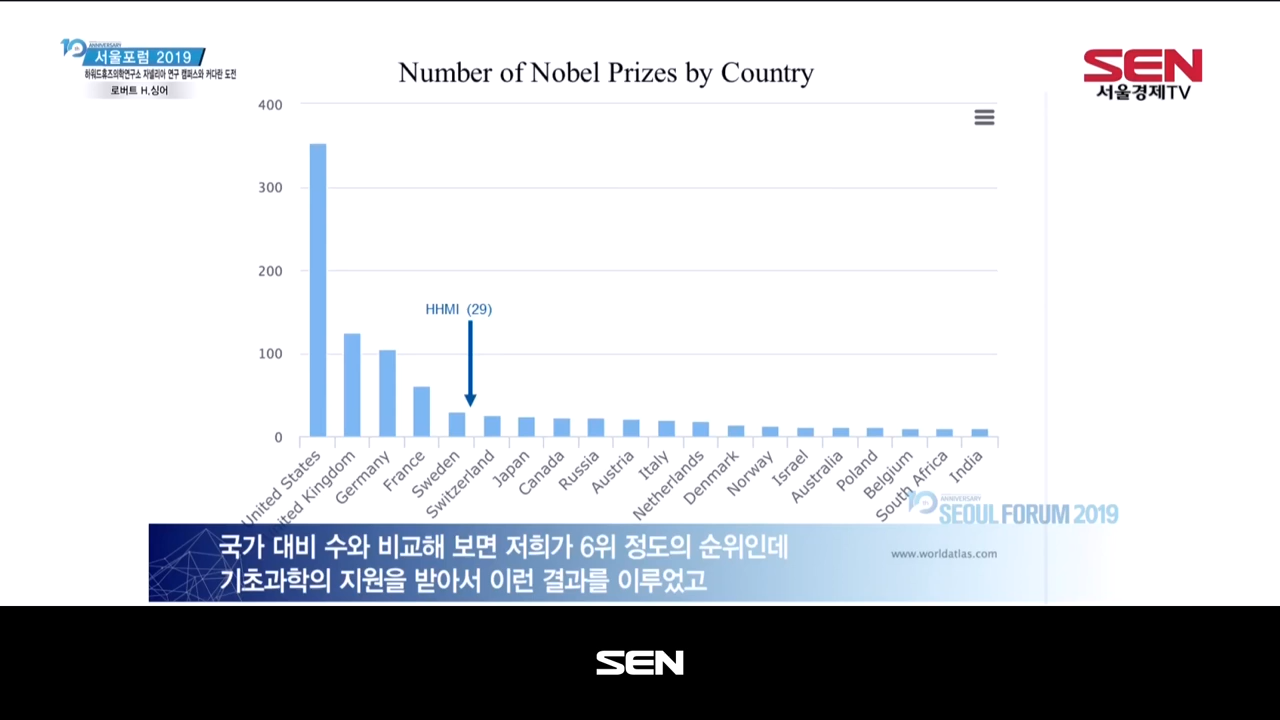 10 ANNIVERSARY
서울포럼 2019
하워드휴즈의학연구소 자넬리아 연구 캠퍼스와 커다란 도전
로버트 H.싱어
SEN
서울경제TV
Number of Nobel Prizes by Country
400
300
200
100
0
HHMI (29)
United States
United Kingdom
Germany
France
Sweden
Switzerland
Japan
Canada
Russia
Austria
Italy
Netherlands
Denmark
Norway
Israel
Australia
Poland
Belgium
South Africa
India
10 ANNIVERSARY
SEOUL FORUM 2019
국가 대비 수와 비교해 보면 저희가 6위 정도의 순위인데
기초과학의 지원을 받아서 이런 결과를 이루었고
www.worldatlas.com
SEN